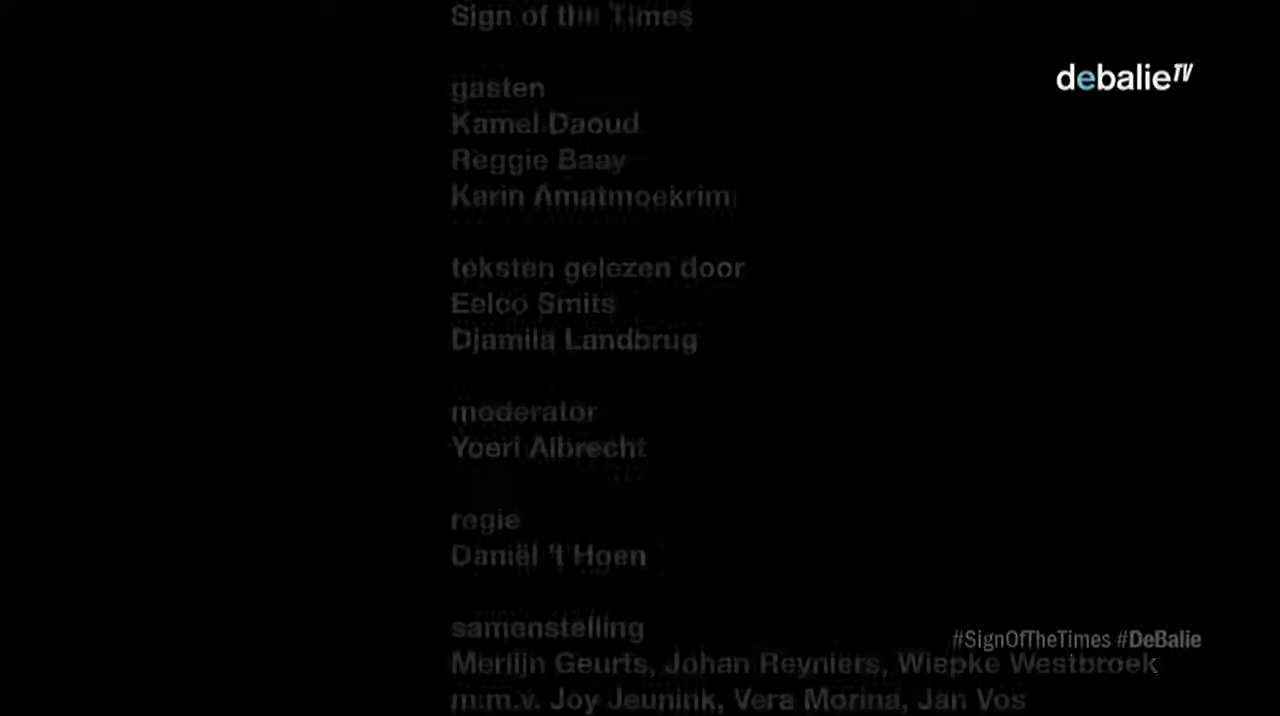 Sign of the Times
debalieTV
gasten
Kamel Daoud
Reggie Baay
Karin Amatmoekrim
teksten gelezen door
Eelco Smits
Djamila Landbrug
moderator
Yoeri Albrecht
regie
Daniël 't Hoen
samenstelling
#SignOfTheTimes #DeBalie
Merlijn Geurts, Johan Reyniers, Wiepke Westbroek
m.m.v. Joy Jeunink, Vera Morina, Jan Vos